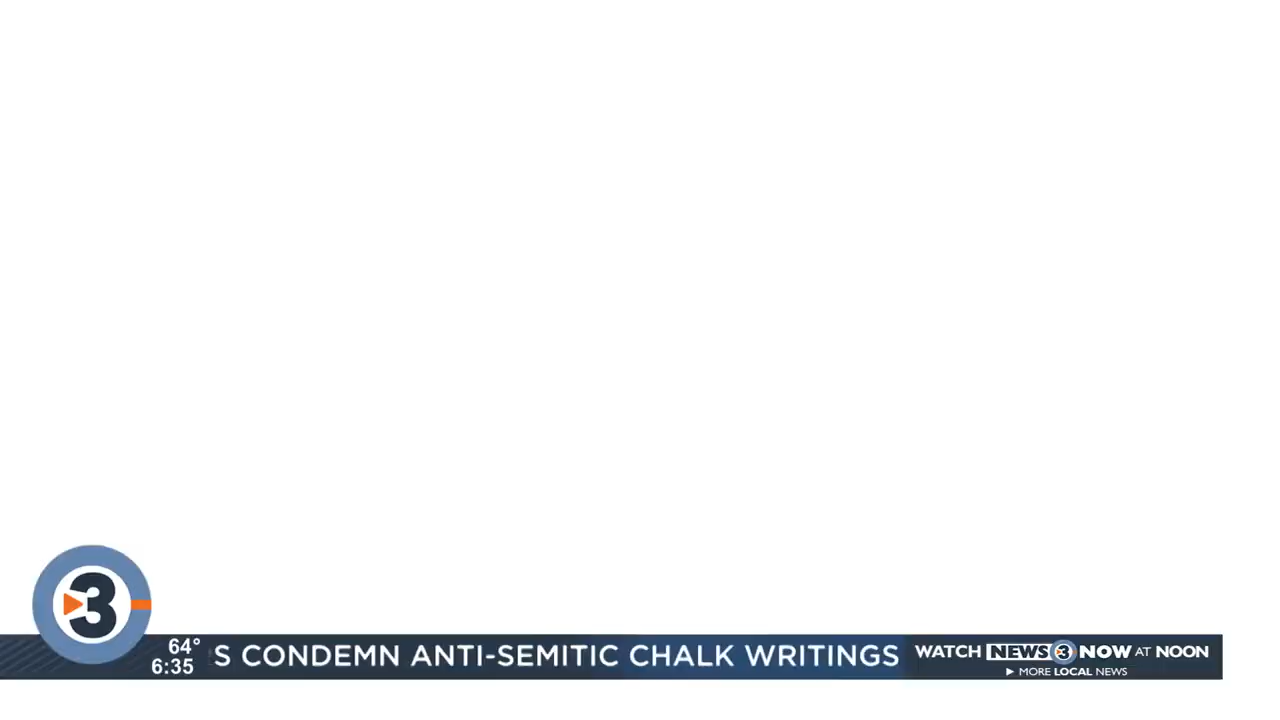 3
64°
6:35
S CONDEMN ANTI-SEMITIC CHALK WRITINGS
WATCH NEWS 3 NOW AT NOON
▶ MORE LOCAL NEWS